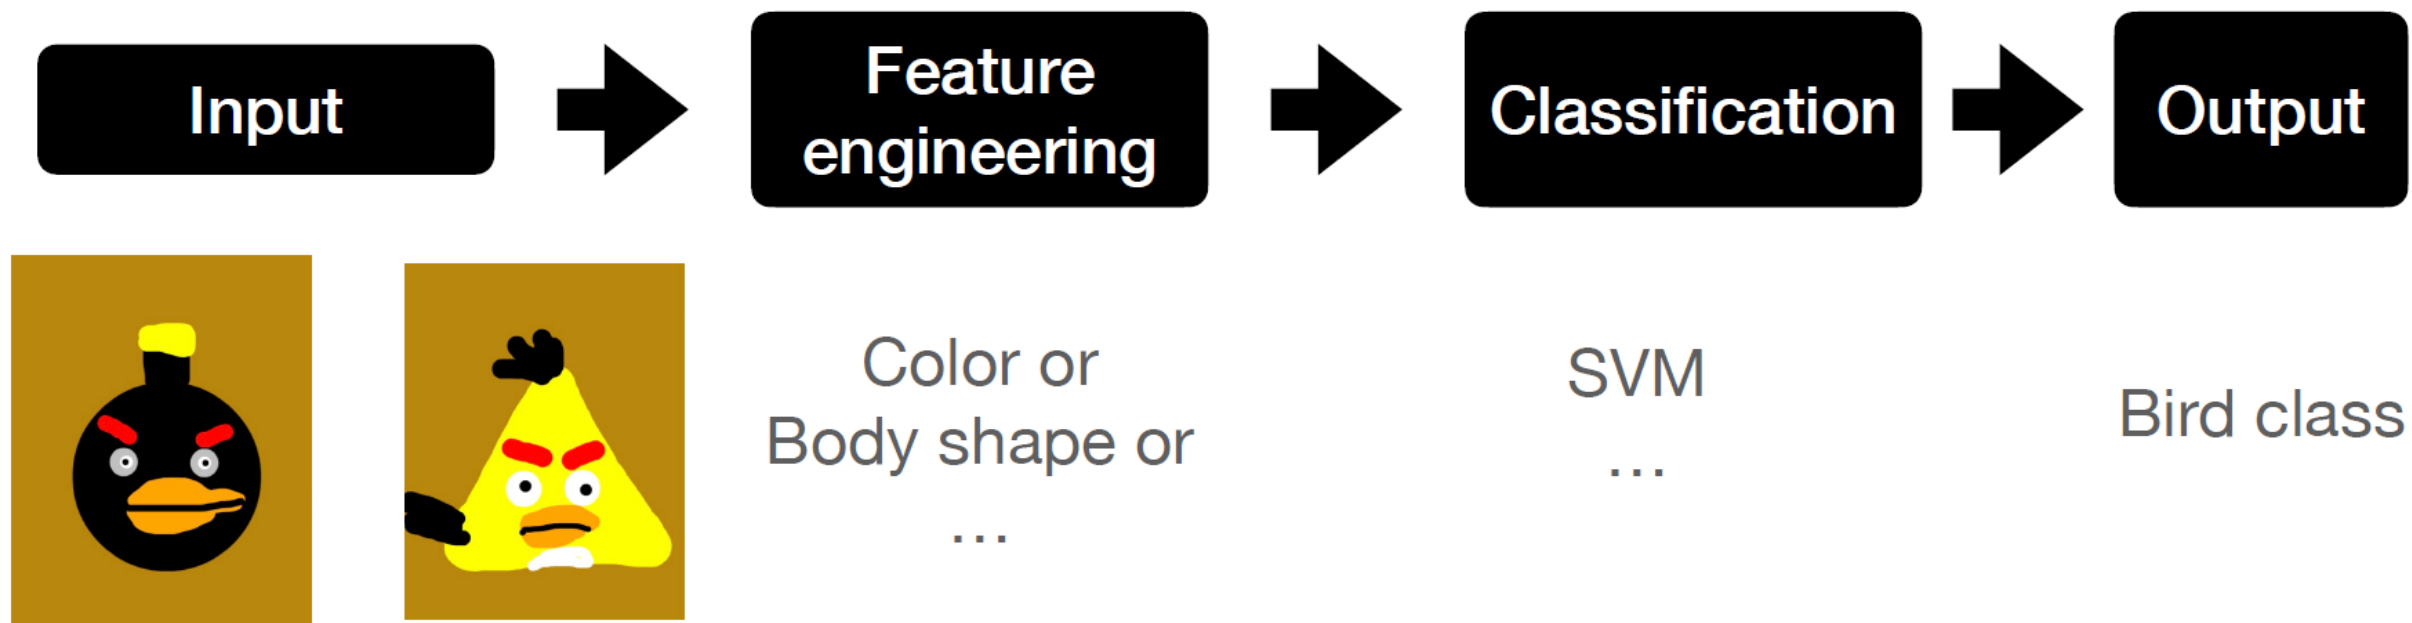 Input
Feature
engineering
Classification
Output
Color or
Body shape or
...
SVM
...
Bird class